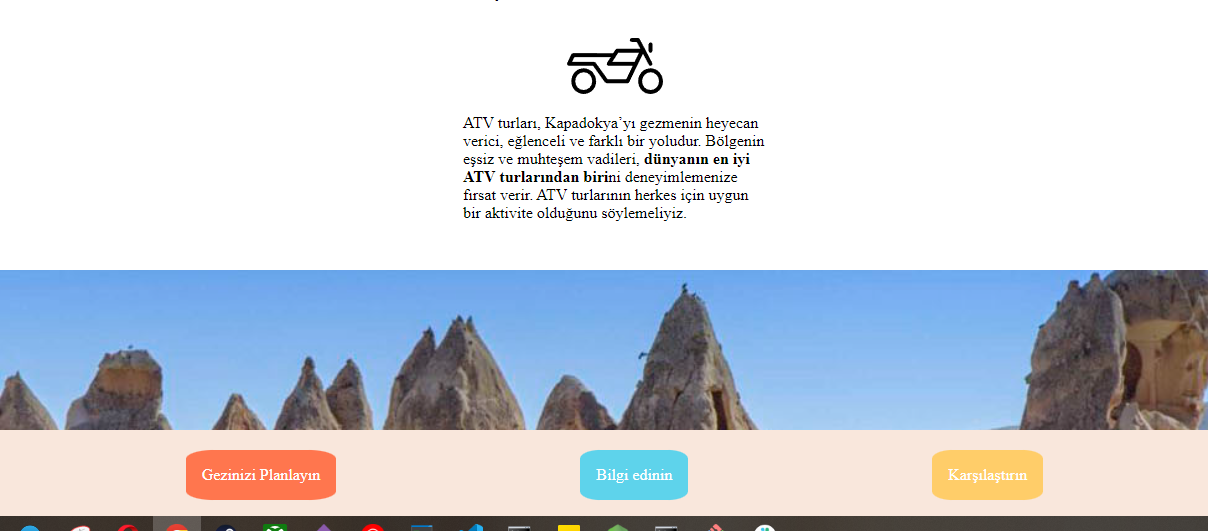 ATV turları, Kapadokya’yı gezmenin heyecan
verici, eğlenceli ve farklı bir yoludur. Bölgenin
eşsiz ve muhteşem vadileri, dünyanın en iyi
ATV turlarından birini deneyimlemenize
fırsat verir. ATV turlarının herkes için uygun
bir aktivite olduğunu söylemeliyiz.
Gezinizi Planlayın
Bilgi edinin
Karşılaştırın